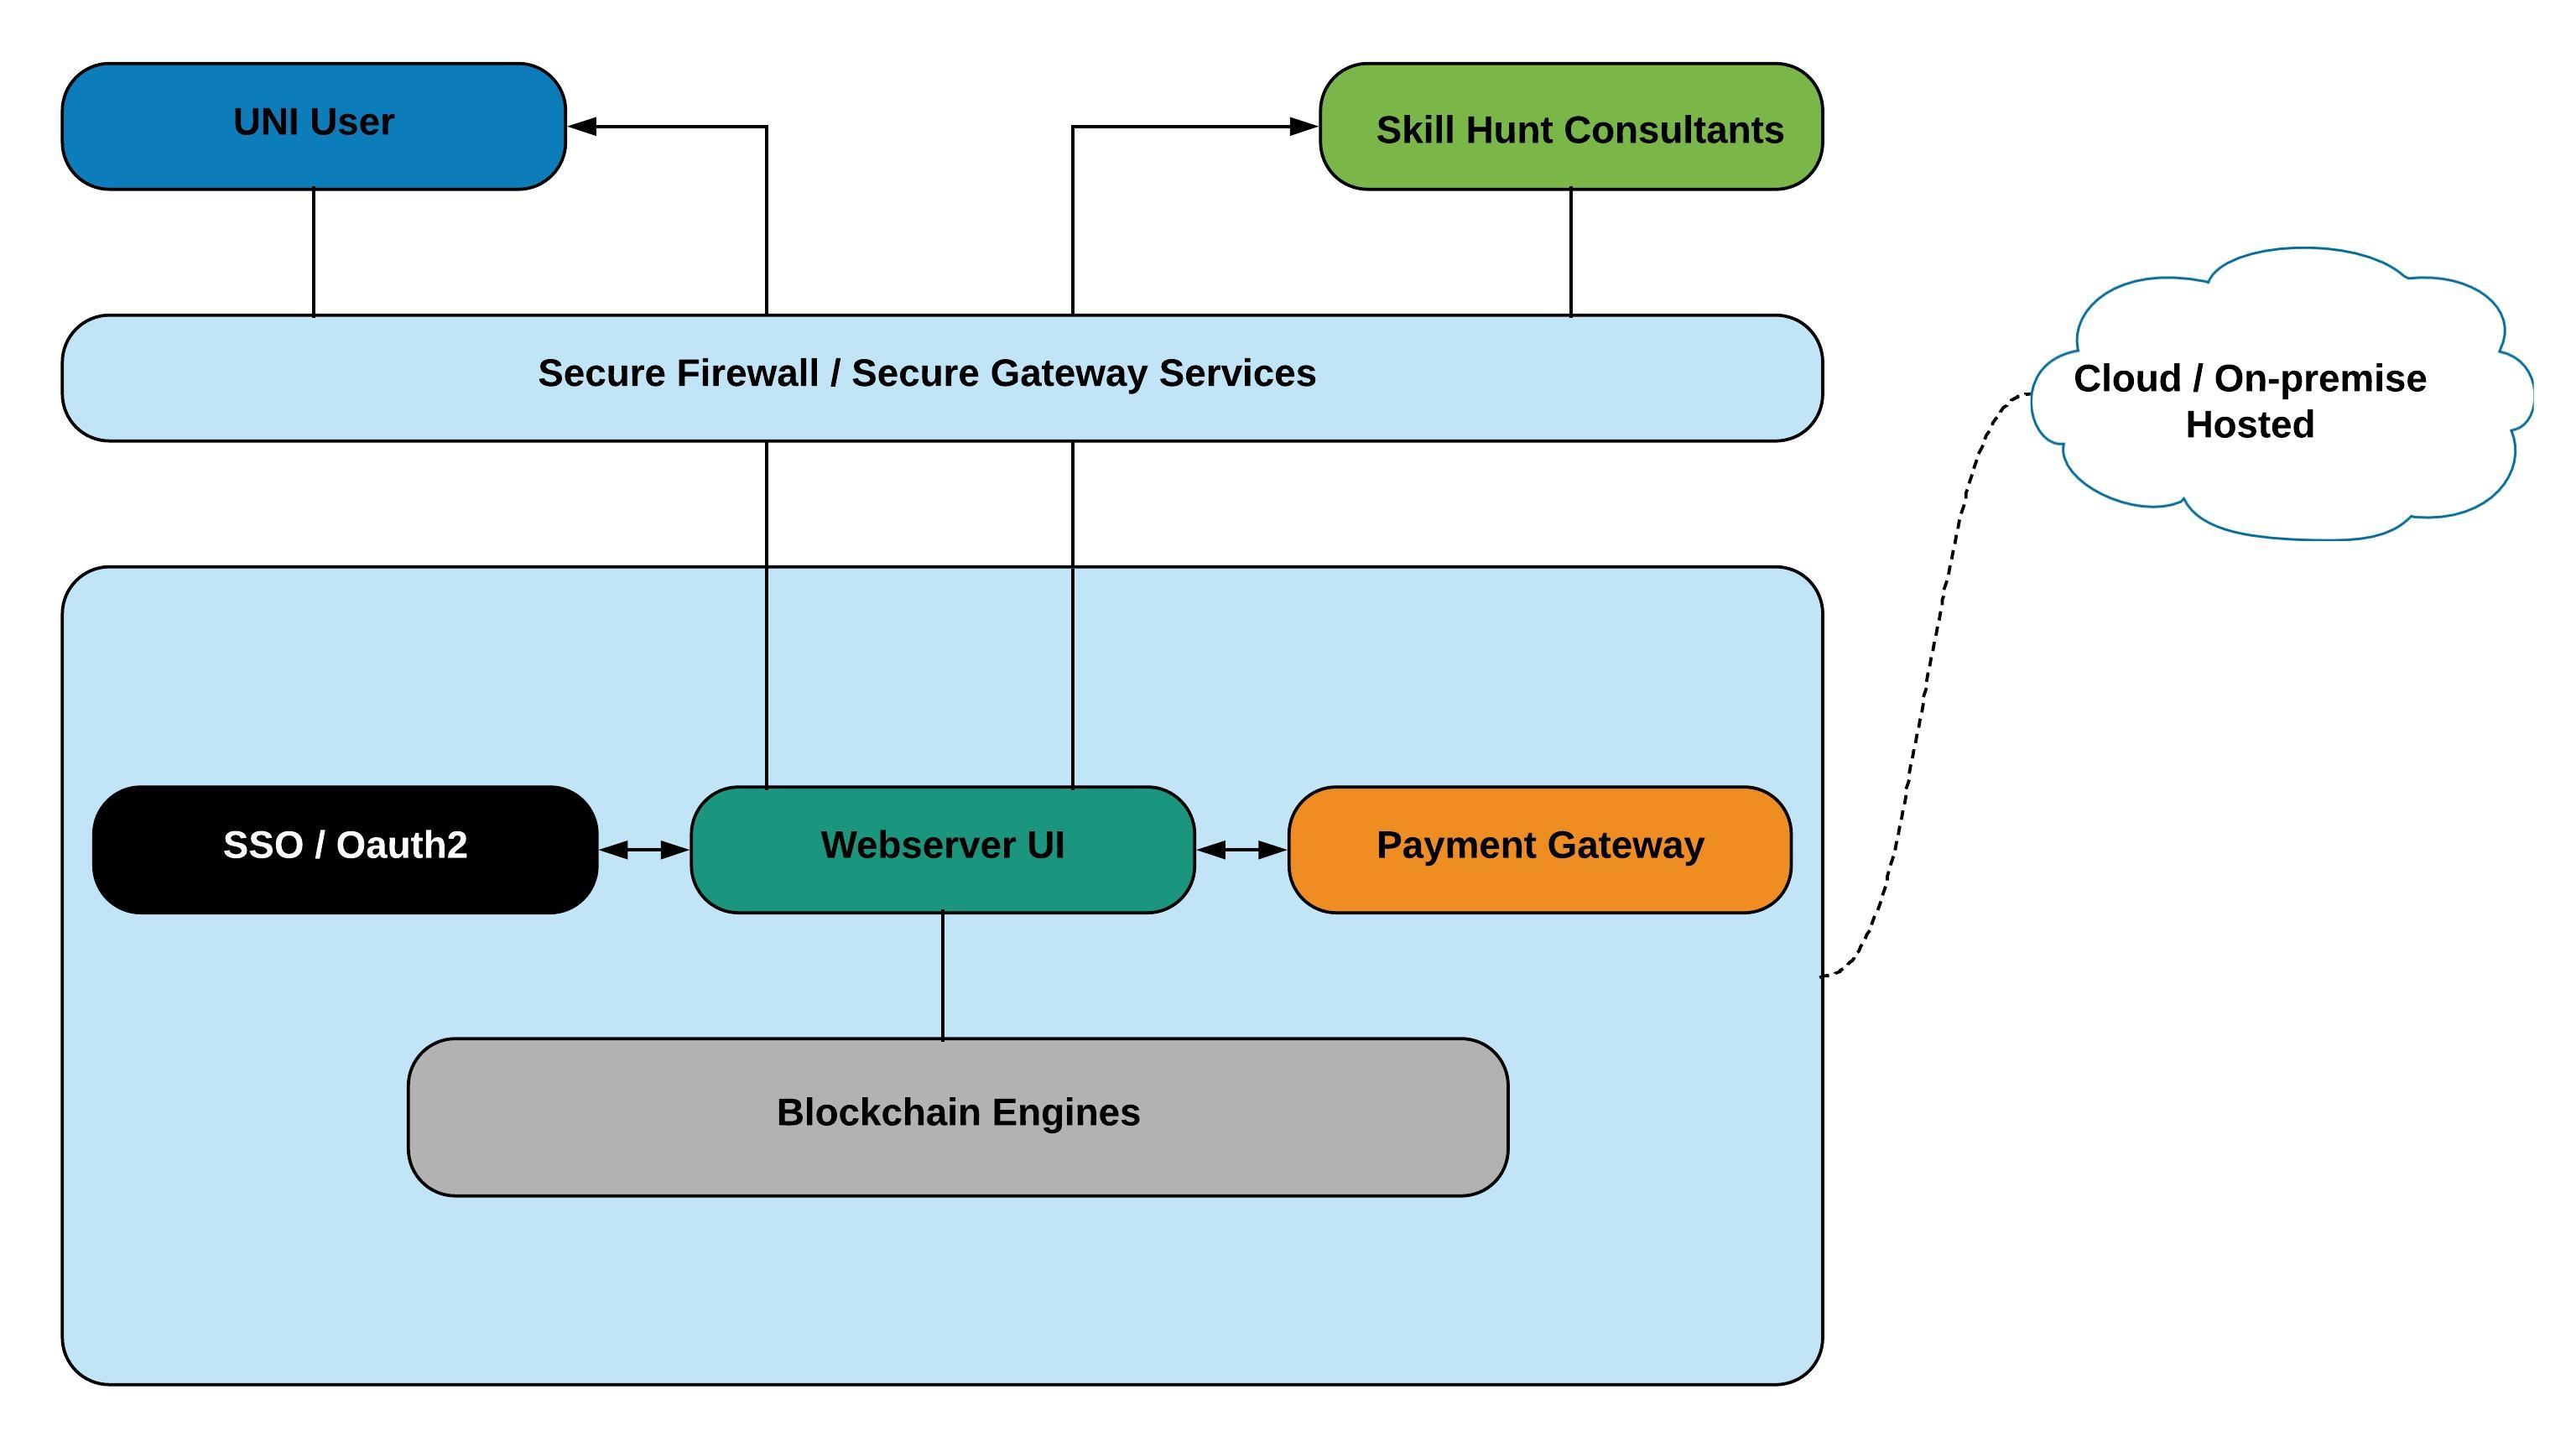 UNI User
Skill Hunt Consultants
Secure Firewall / Secure Gateway Services
Cloud / On-premise
Hosted
SSO / Oauth2
Webserver UI
Payment Gateway
Blockchain Engines